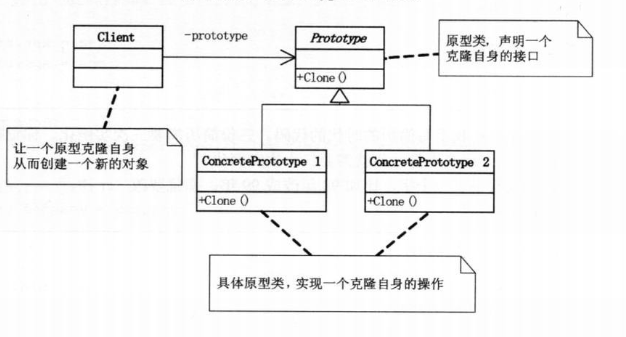 Client
-prototype
Prototype
+Clone()
原型类，声明一个
克隆自身的接口
让一个原型克隆自身
从而创建一个新的对象
ConcretePrototype 1
+Clone()
ConcretePrototype 2
+Clone()
具体原型类，实现一个克隆自身的操作